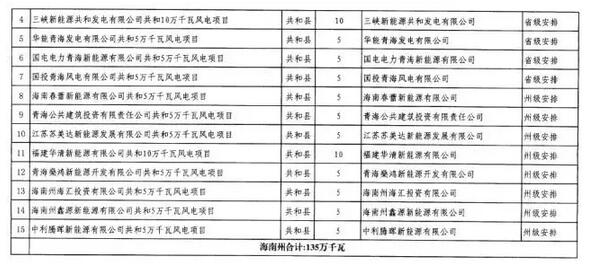 4 三峡新能源共和发电有限公司共和10万千瓦风电项目 共和县 10 三峡新能源共和发电有限公司 省级安排
5 华能青海发电有限公司共和5万千瓦风电项目 共和县 5 华能青海发电有限公司 省级安排
6 国电电力青海新能源有限公司共和5万千瓦风电项目 共和县 5 国电电力青海新能源有限公司 省级安排
7 国投青海风电有限公司共和5万千瓦风电项目 共和县 5 国投青海风电有限公司 省级安排
8 海南春蕾新能源有限公司共和5万千瓦风电项目 共和县 5 海南春蕾新能源有限公司 州级安排
9 青海公共建筑投资有限责任公司共和5万千瓦风电项目 共和县 5 青海公共建筑投资有限责任公司 州级安排
10 江苏苏美达新能源发展有限公司共和5万千瓦风电项目 共和县 5 江苏苏美达新能源发展有限公司 州级安排
11 福建华清新能源有限公司共和10万千瓦风电项目 共和县 10 福建华清新能源有限公司 州级安排
12 青海燊鸿新能源开发有限公司共和5万千瓦风电项目 共和县 5 青海燊鸿新能源开发有限公司 州级安排
13 海南州海汇投资有限公司共和5万千瓦风电项目 共和县 5 海南州海汇投资有限公司 州级安排
14 海南州鑫源新能源有限公司共和5万千瓦风电项目 共和县 5 海南州鑫源新能源有限公司 州级安排
15 中利腾晖新能源有限公司共和5万千瓦风电项目 共和县 5 中利腾晖新能源有限公司 州级安排
海南州合计:135万千瓦